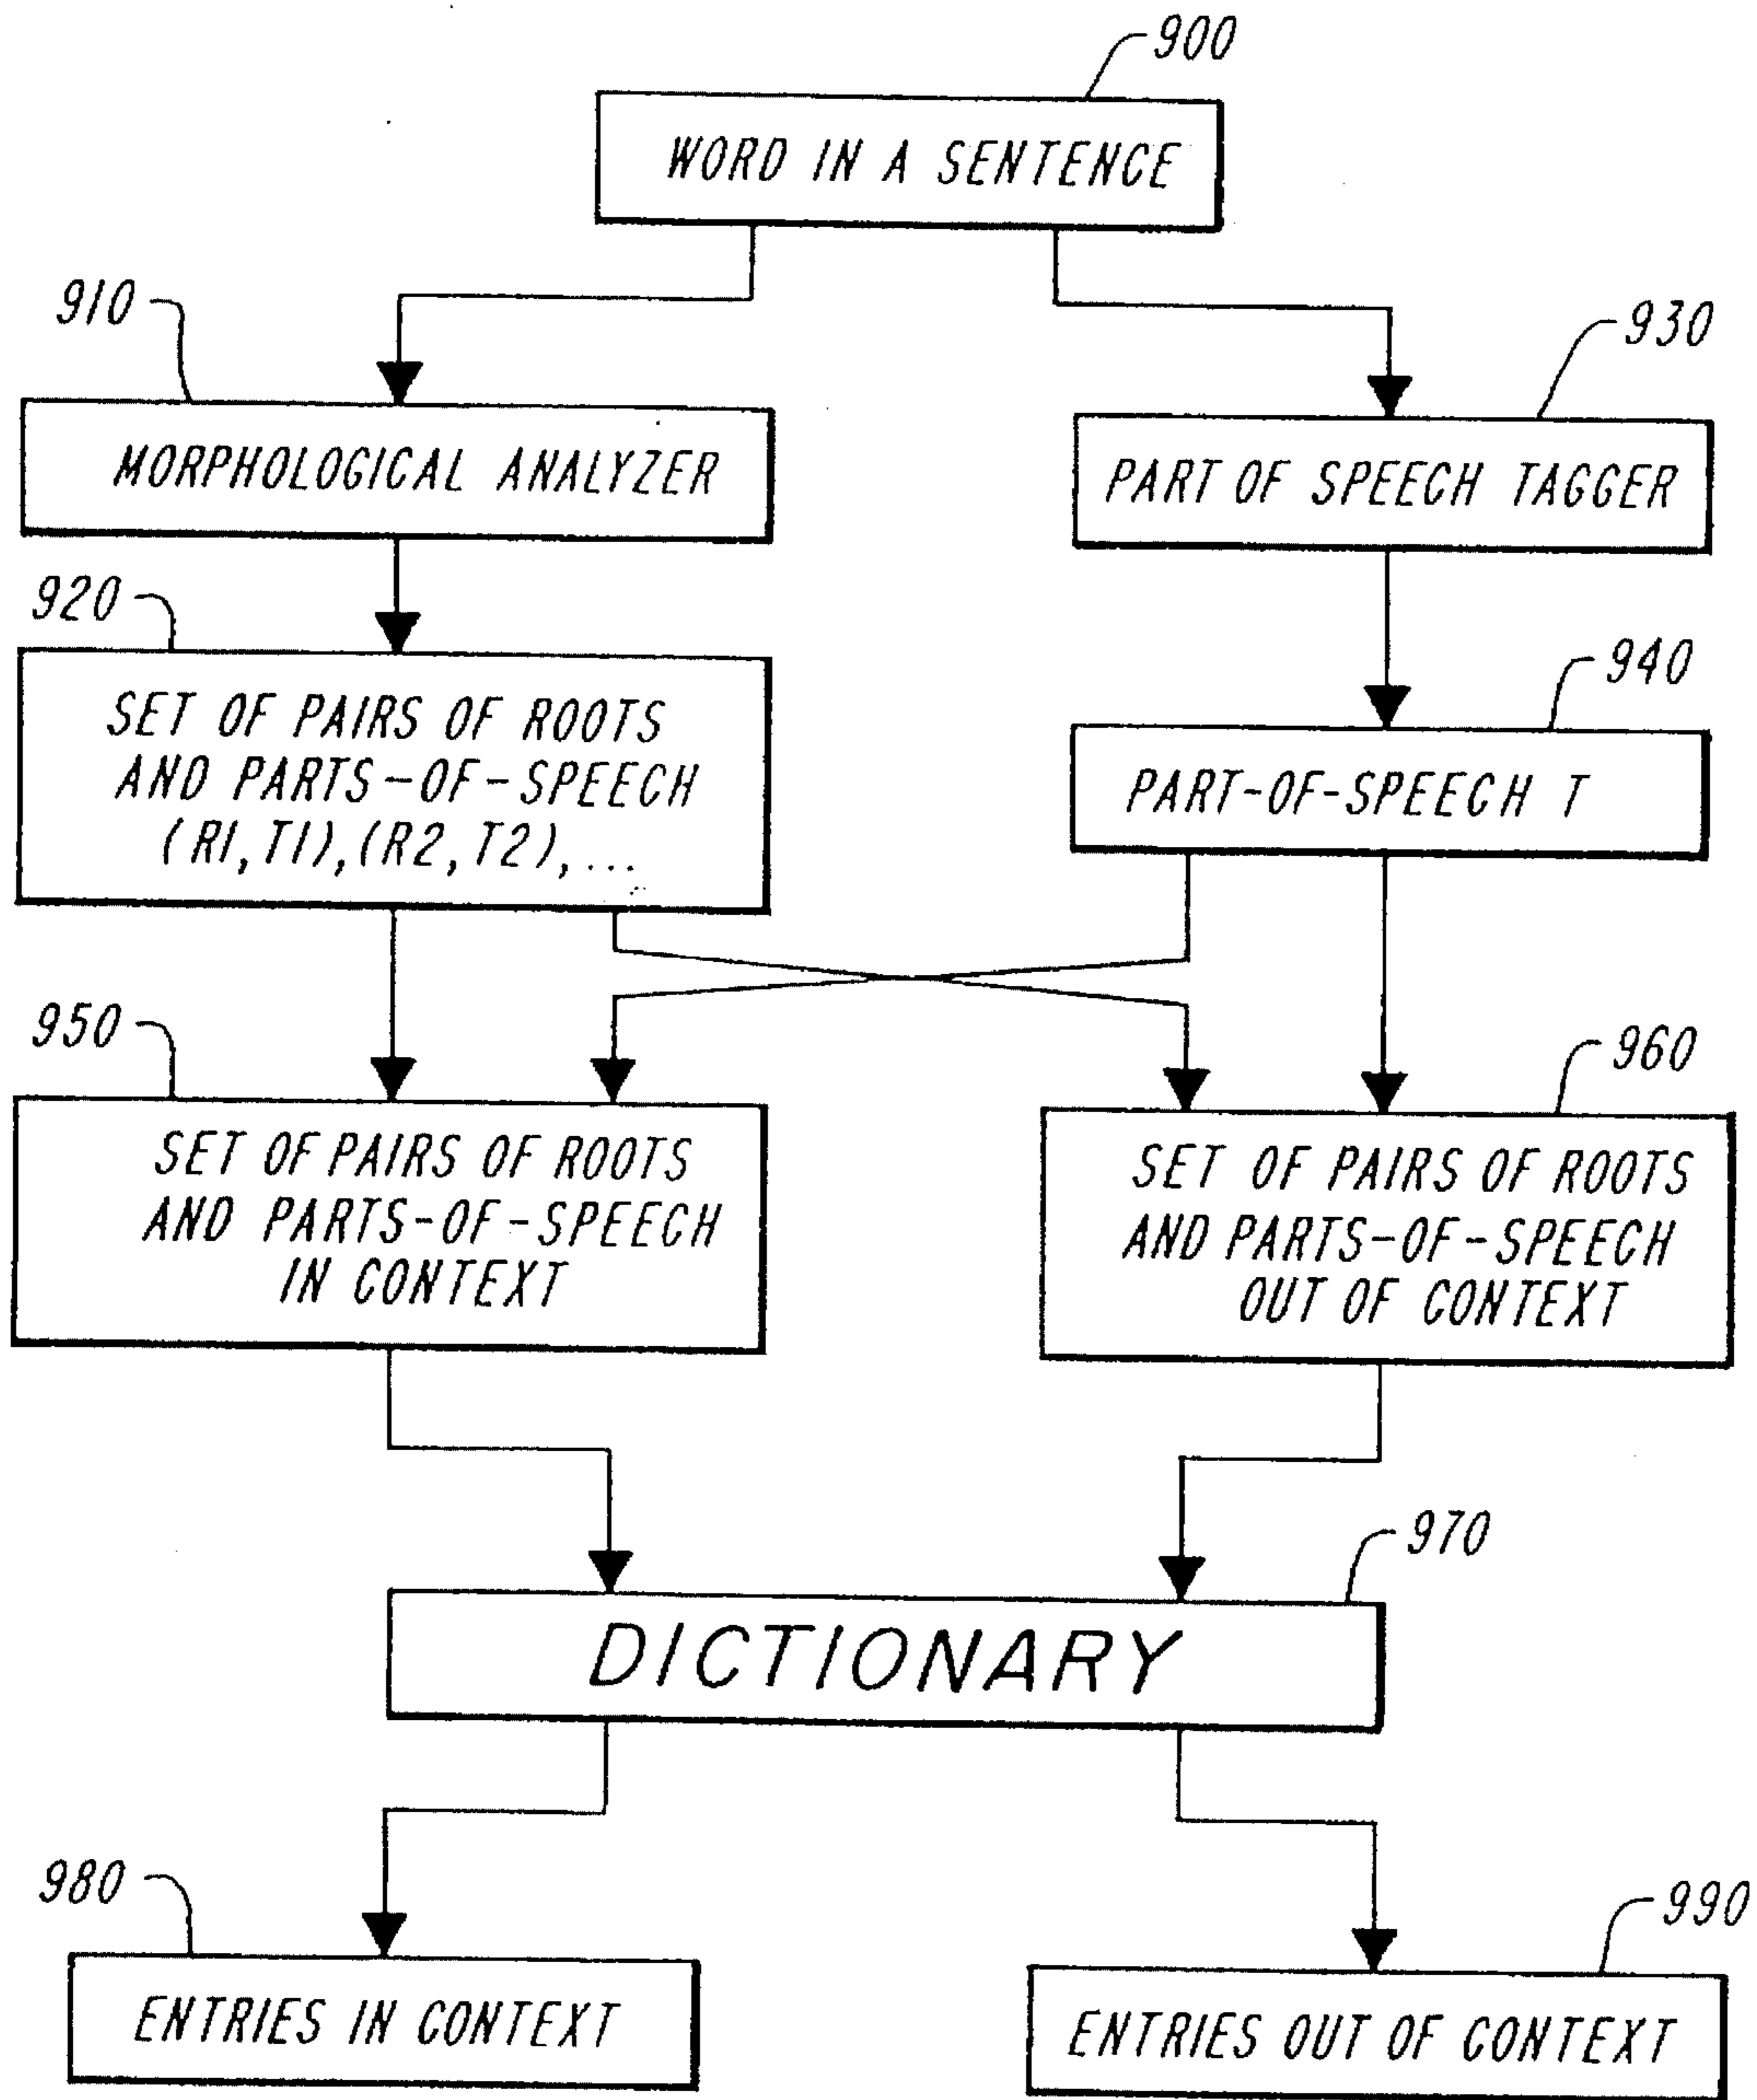 900
WORD IN A SENTENCE
910
930
MORPHOLOGICAL ANALYZER
PART OF SPEECH TAGGER
920
940
SET OF PAIRS OF ROOTS
AND PARTS-OF-SPEECH
(R1,T1),(R2,T2),...
PART-OF-SPEECH T
950
960
SET OF PAIRS OF ROOTS
AND PARTS-OF-SPEECH
IN CONTEXT
SET OF PAIRS OF ROOTS
AND PARTS-OF-SPEECH
OUT OF CONTEXT
970
DICTIONARY
980
990
ENTRIES IN CONTEXT
ENTRIES OUT OF CONTEXT